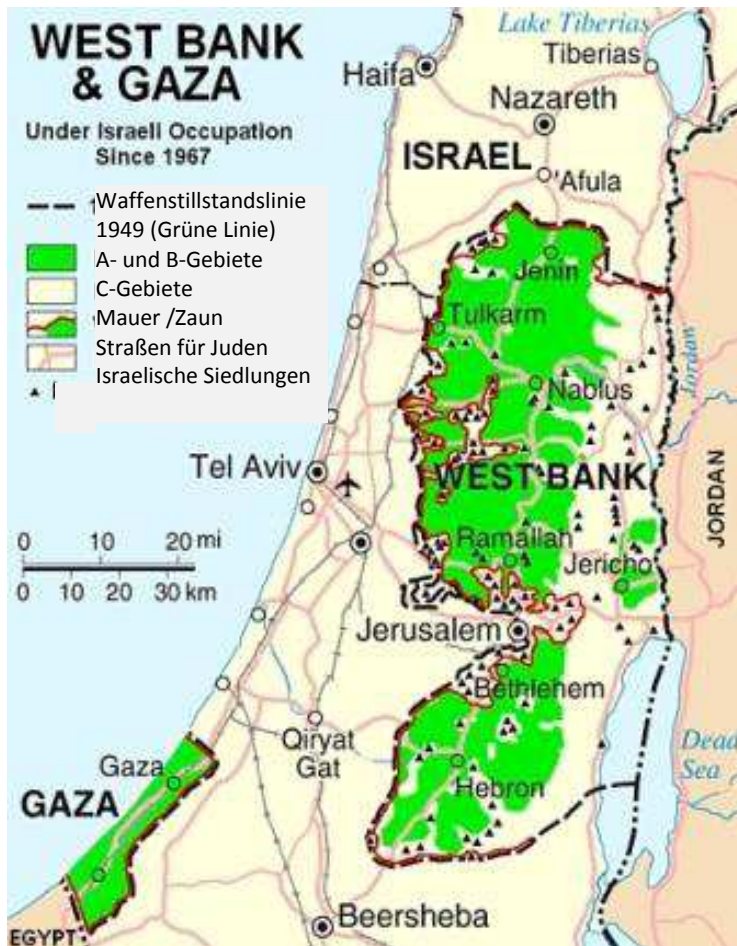 WEST BANK
& GAZA
Under Israeli Occupation
Since 1967
Waffenstillstandslinie
1949 (Grüne Linie)
A- und B-Gebiete
C-Gebiete
Mauer /Zaun
Straßen für Juden
Israelische Siedlungen
Lake Tiberias
Tiberias
Haifa
Nazareth
ISRAEL
'Afula
Jenin
Tulkarm
Nablus
Jordan
Tel Aviv
WEST BANK
JORDAN
0 10 20 mi
0 10 20 30 km
Ramallah
Jericho
Jerusalem
Bethlehem
Qiryat
Gat
Dead
Sea
Gaza
GAZA
Hebron
Beersheba
EGYPT